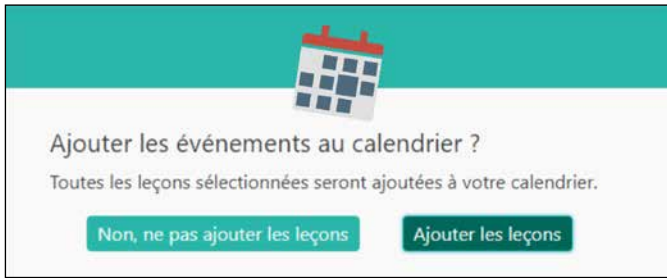 Ajouter les événements au calendrier ?
Toutes les leçons sélectionnées seront ajoutées à votre calendrier.
Non, ne pas ajouter les leçons
Ajouter les leçons